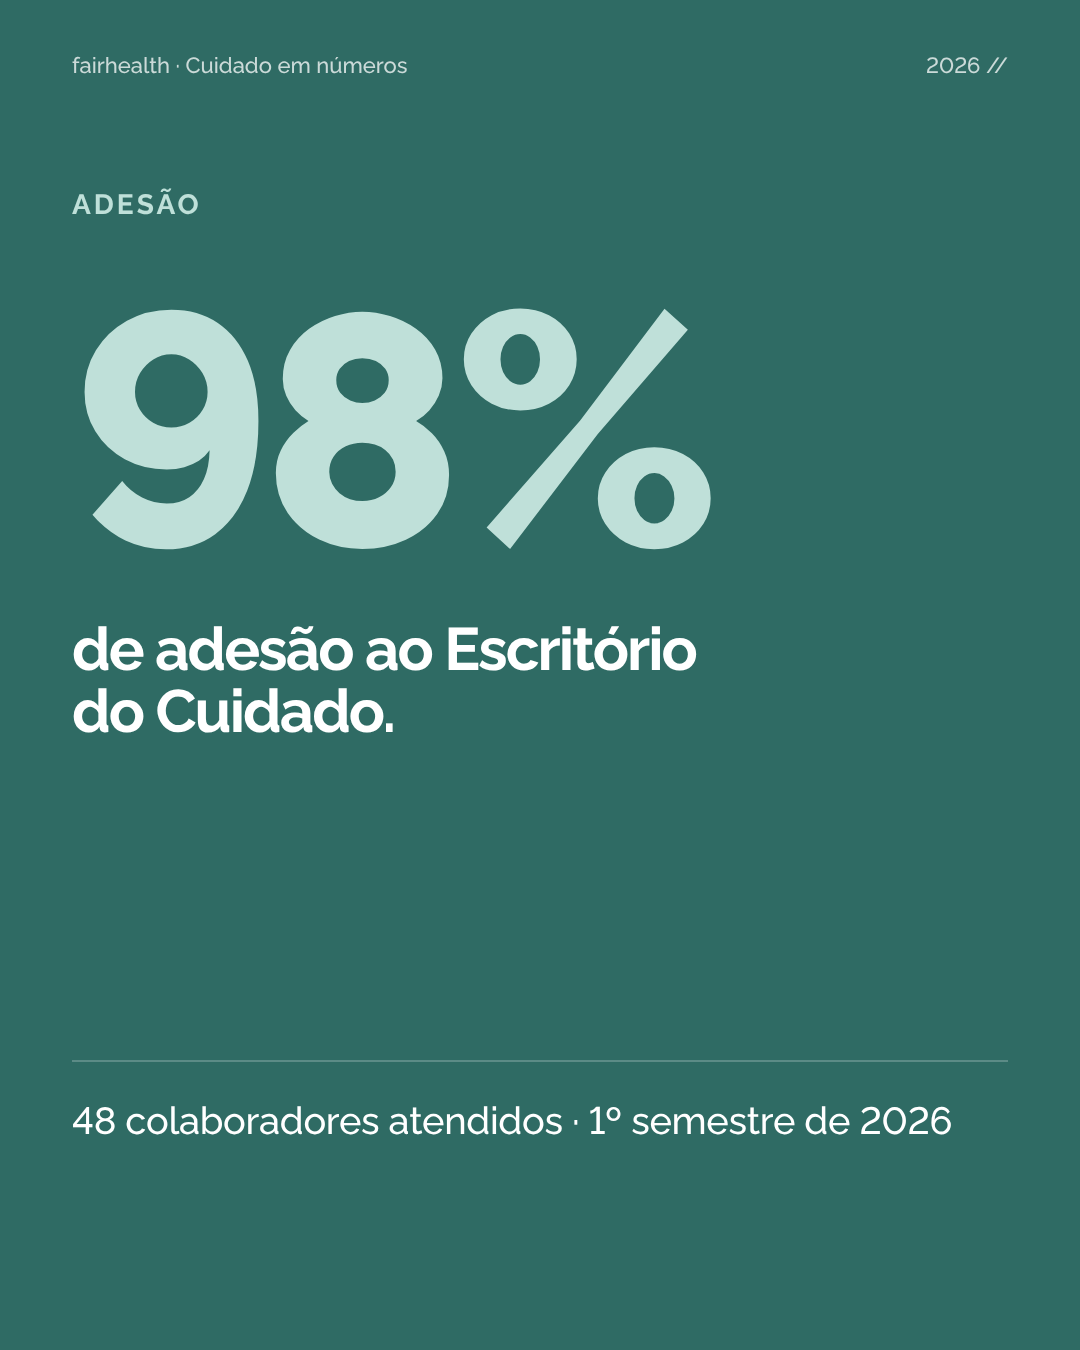 fairhealth · Cuidado em números
2026 //
ADESÃO
98%
de adesão ao Escritório
do Cuidado.
48 colaboradores atendidos · 1º semestre de 2026